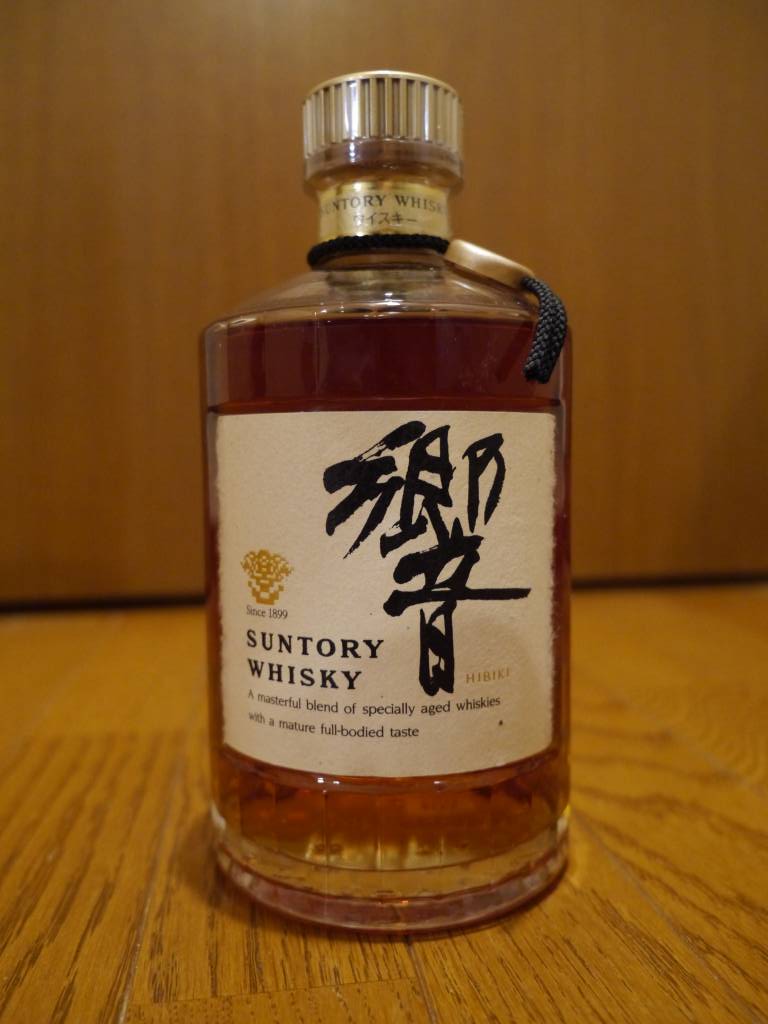 SUNTORY WHISKY
ウイスキー
響
Since 1899
SUNTORY
WHISKY
HIBIKI
A masterful blend of specially aged whiskies
with a mature full-bodied taste